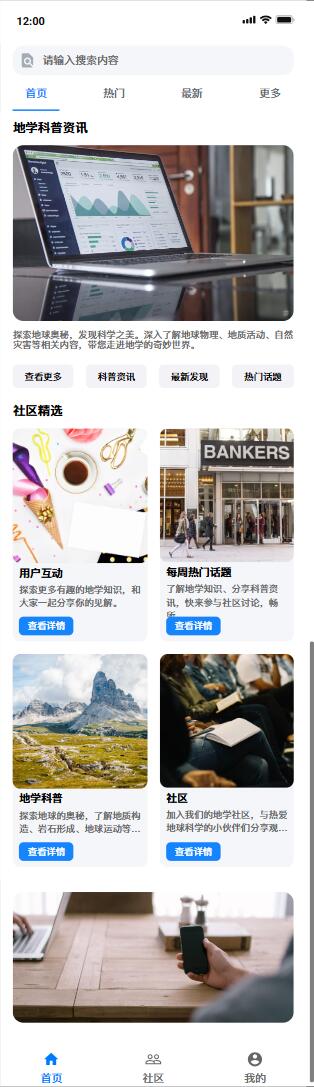 12:00
请输入搜索内容
首页 热门 最新 更多
地学科普资讯
探索地球奥秘，发现科学之美。深入了解地球物理、地质活动、自然
灾害等相关内容，带您走进地学的奇妙世界。
查看更多 科普资讯 最新发现 热门话题
社区精选
BANKERS
用户互动
探索更多有趣的地学知识，和
大家一起分享你的见解。
查看详情
每周热门话题
了解地学知识、分享科普资
讯，快来参与社区讨论，畅
所
查看详情
地学科普
探索地球的奥秘，了解地质构
造、岩石形成、地球运动等...
查看详情
社区
加入我们的地学社区，与热爱
地球科学的小伙伴们分享观...
查看详情
首页 社区 我的